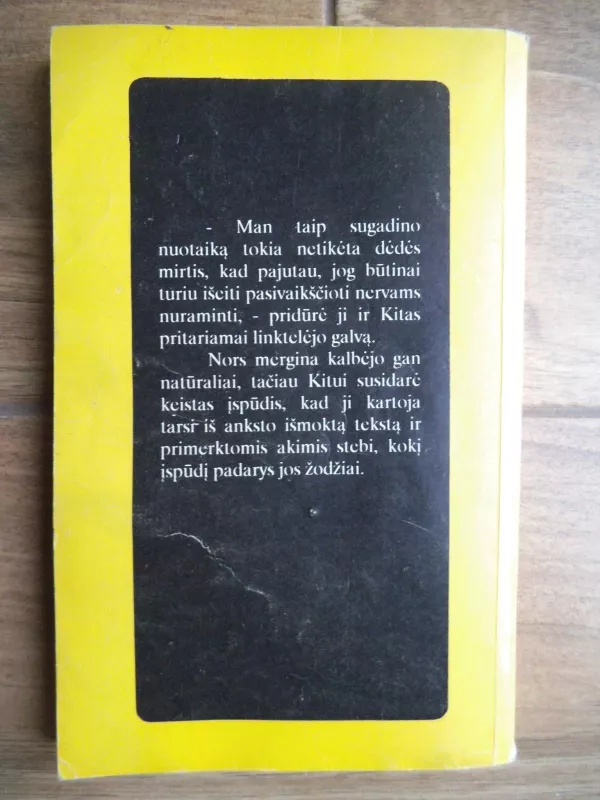 - Man taip sugadino
nuotaiką tokia netikėta dėdės
mirtis, kad pajutau, jog būtinai
turiu išeiti pasivaikščioti nervams
nuraminti, - pridūrė ji ir Kitas
pritariamai linktelėjo galvą.
Nors mergina kalbėjo gan
natūraliai, tačiau Kitui susidarė
keistas įspūdis, kad ji kartoja
tarsi iš anksto išmoktą tekstą ir
primerktomis akimis stebi, kokį
įspūdį padarys jos žodžiai.